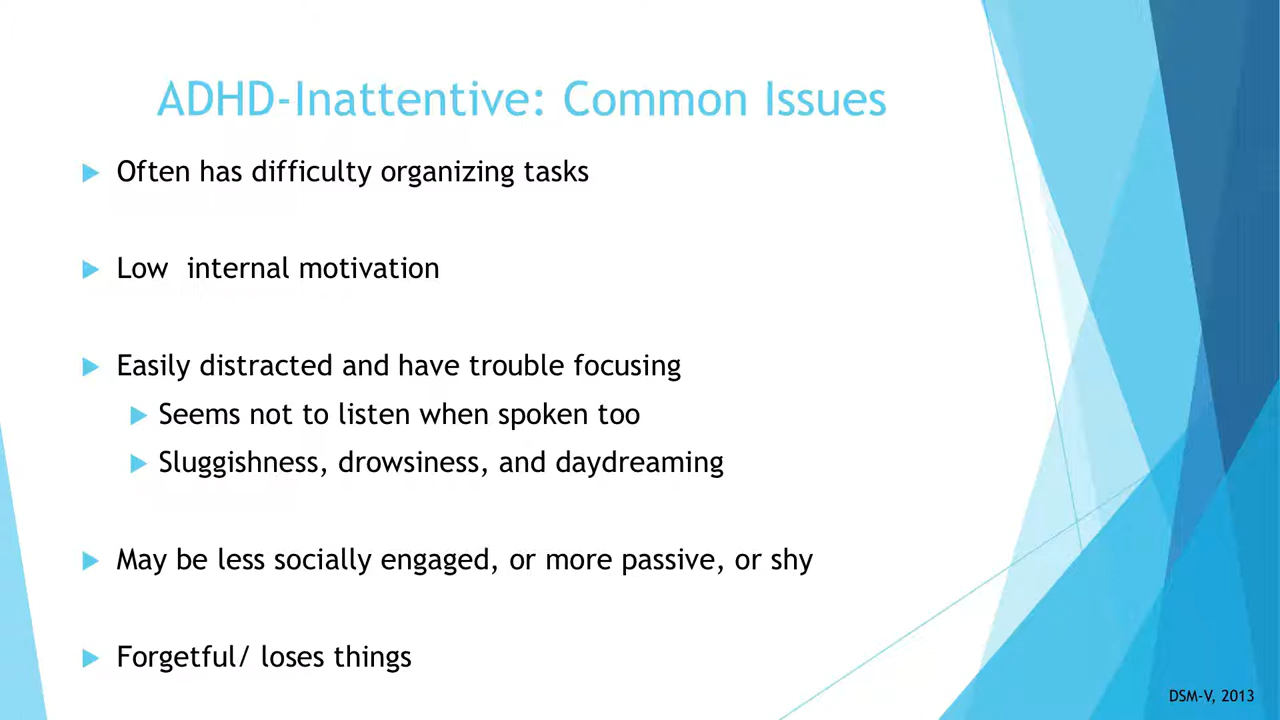 ADHD-Inattentive: Common Issues
Often has difficulty organizing tasks
Low  internal motivation
Easily distracted and have trouble focusing
Seems not to listen when spoken too
Sluggishness, drowsiness, and daydreaming
May be less socially engaged, or more passive, or shy
Forgetful/ loses things
DSM-V, 2013